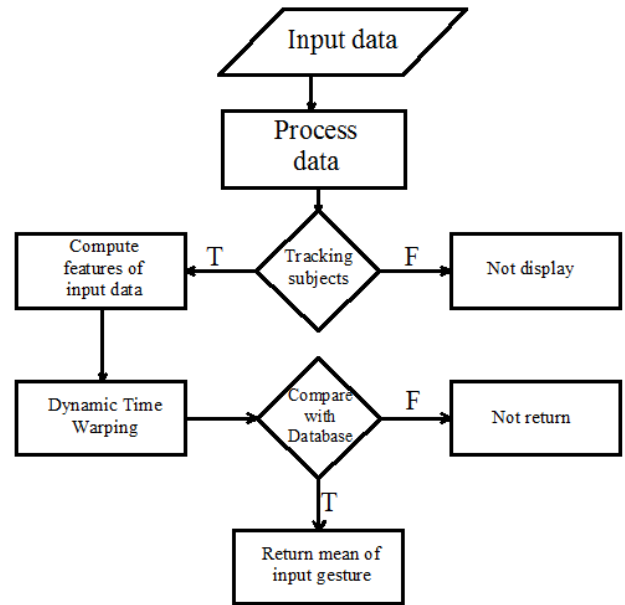 Input data
Process
data
Compute
features of
input data
T
Tracking
subjects
F
Not display
Dynamic Time
Warping
Compare
with
Database
F
Not return
T
Return mean of
input gesture